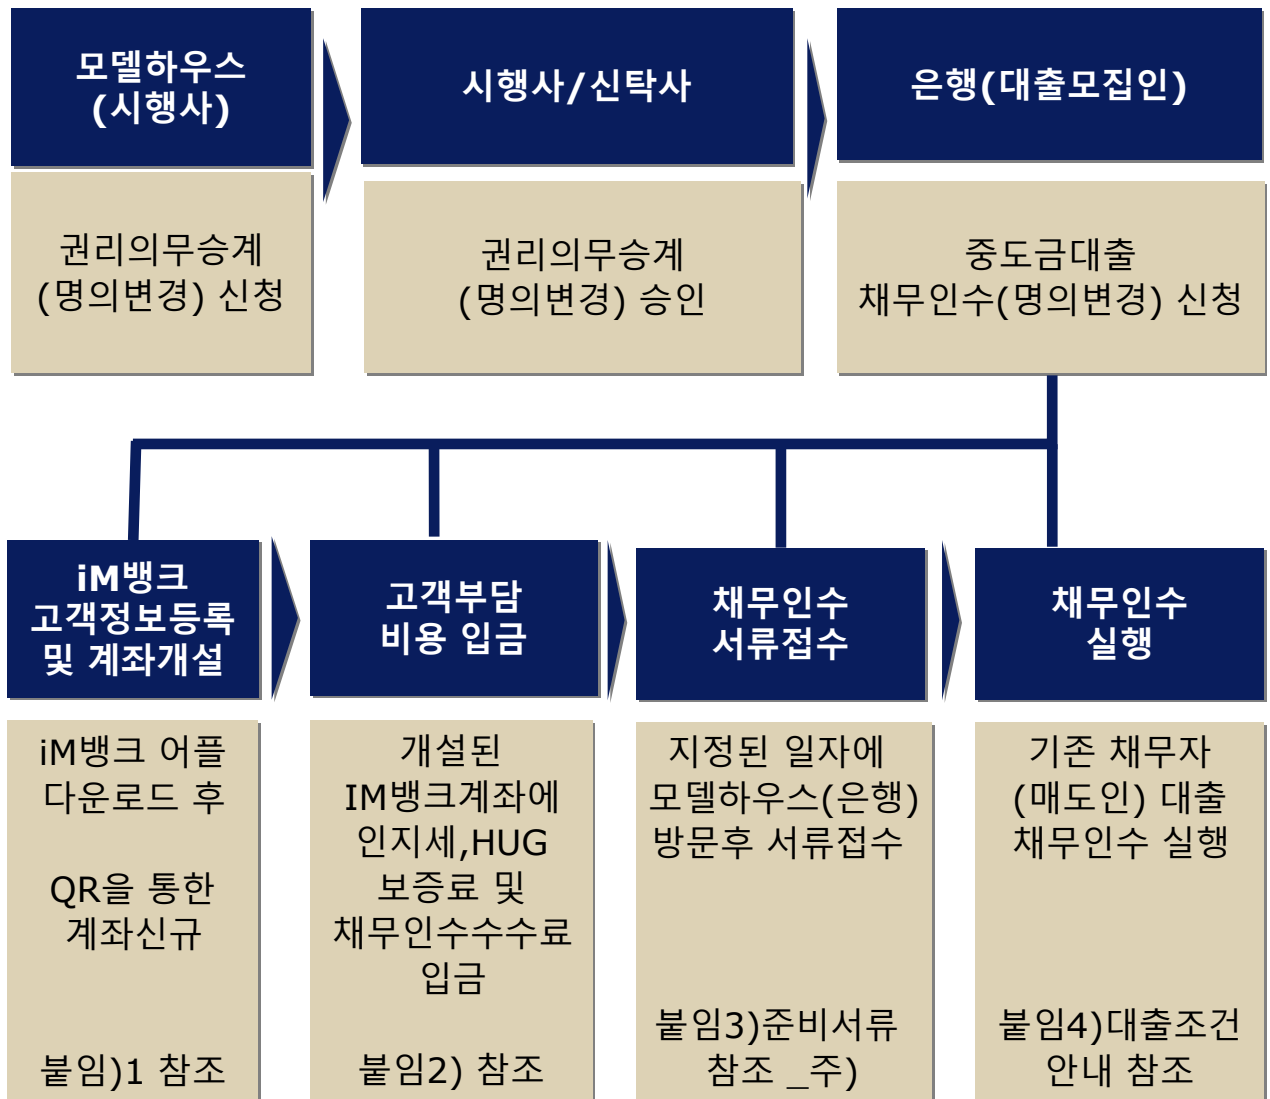 모델하우스
(시행사)
시행사/신탁사
은행(대출모집인)
권리의무승계
(명의변경) 신청
권리의무승계
(명의변경) 승인
중도금대출
채무인수(명의변경) 신청
iM뱅크
고객정보등록
및 계좌개설
고객부담
비용 입금
채무인수
서류접수
채무인수
실행
iM뱅크 어플
다운로드 후
QR을 통한
계좌신규
붙임)1 참조
개설된
IM뱅크계좌에
인지세,HUG
보증료 및
채무인수수수료
입금
붙임2) 참조
지정된 일자에
모델하우스(은행)
방문후 서류접수
붙임3)준비서류
참조 _주)
기존 채무자
(매도인) 대출
채무인수 실행
붙임4)대출조건
안내 참조